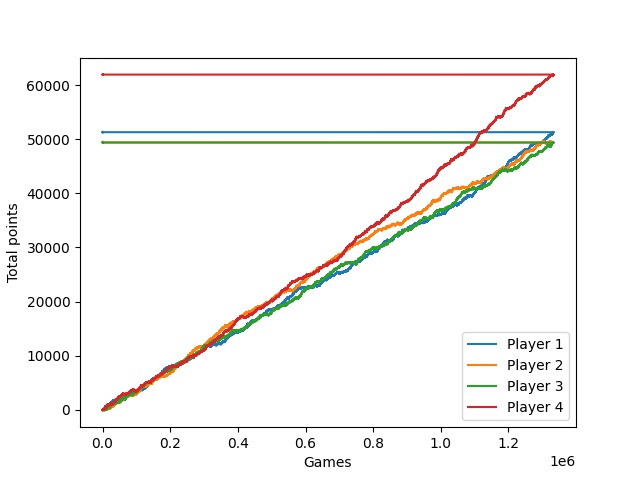 60000
50000
40000
30000
20000
10000
0
Total points
0.0 0.2 0.4 0.6 0.8 1.0 1.2
1e6
Games
Player 1
Player 2
Player 3
Player 4